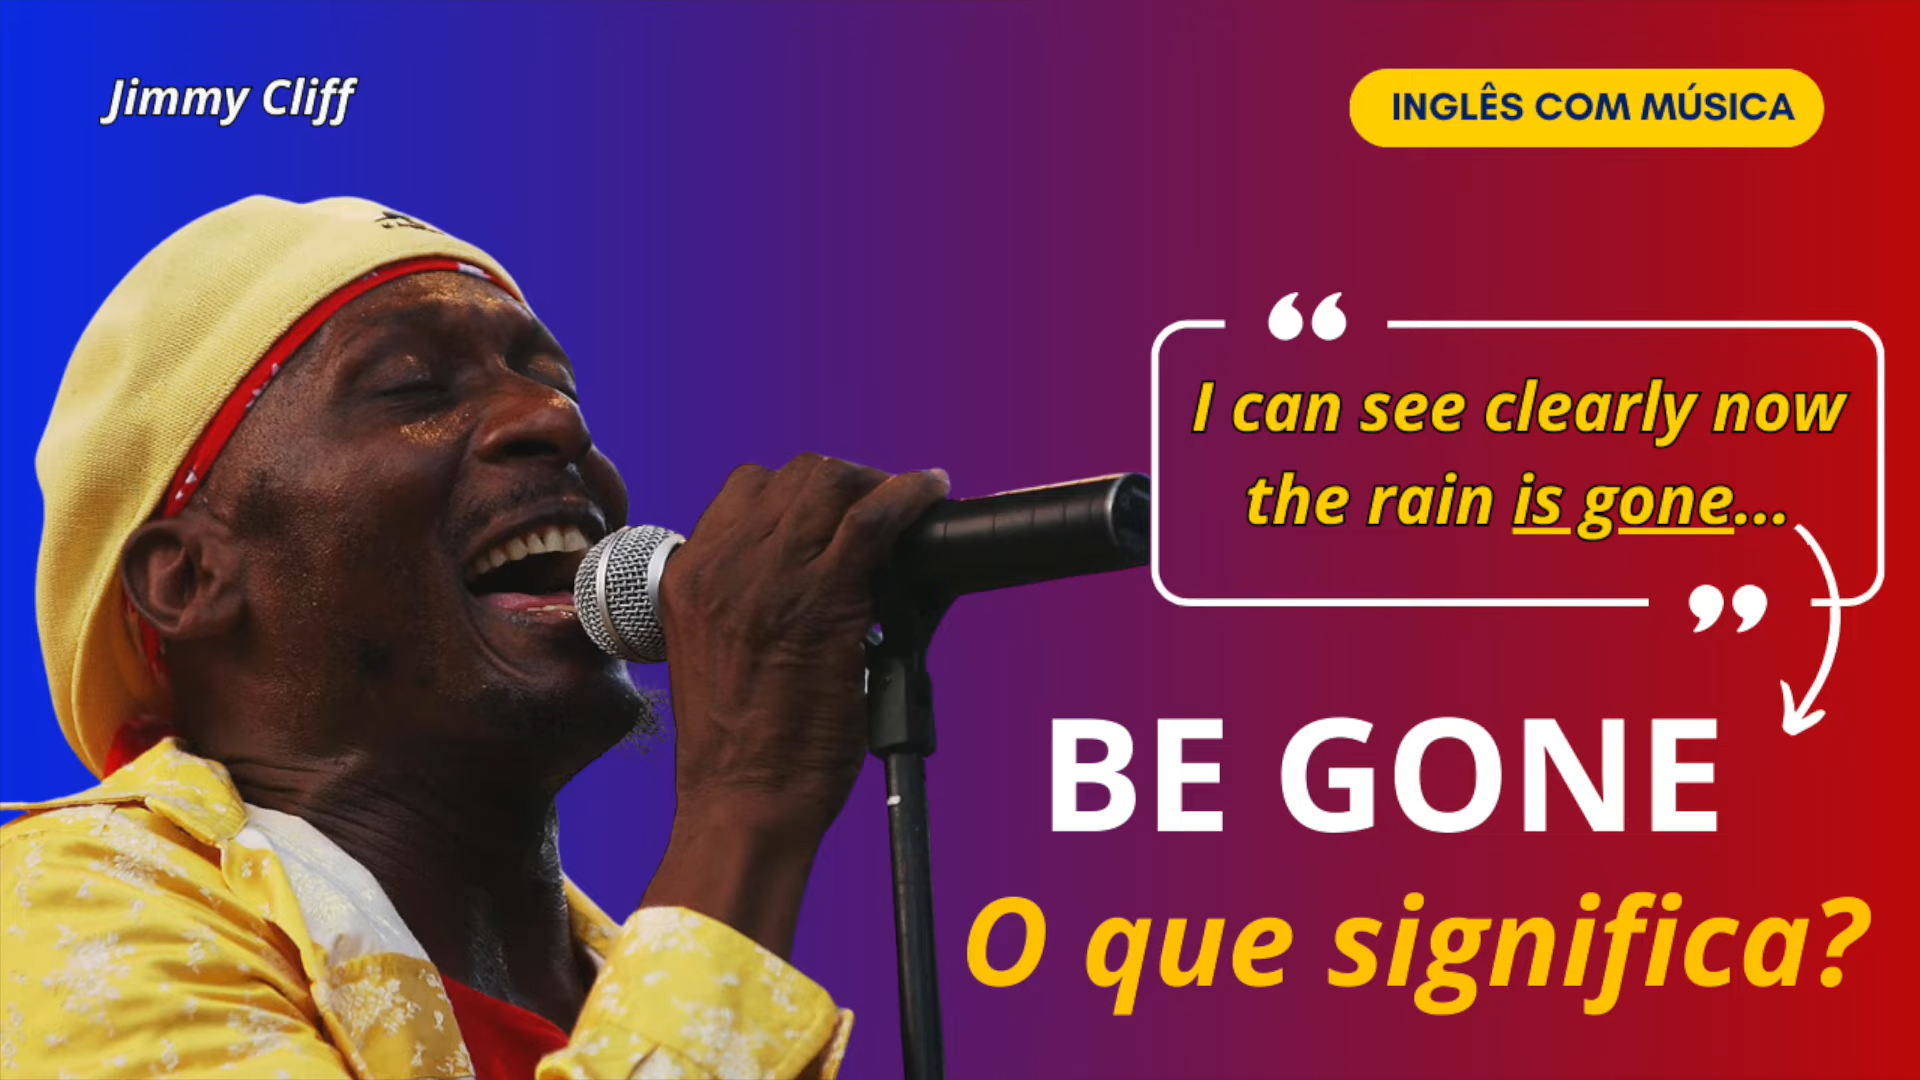 Jimmy Cliff
INGLÊS COM MÚSICA
“
I can see clearly now
the rain is gone...
”
BE GONE
O que significa?